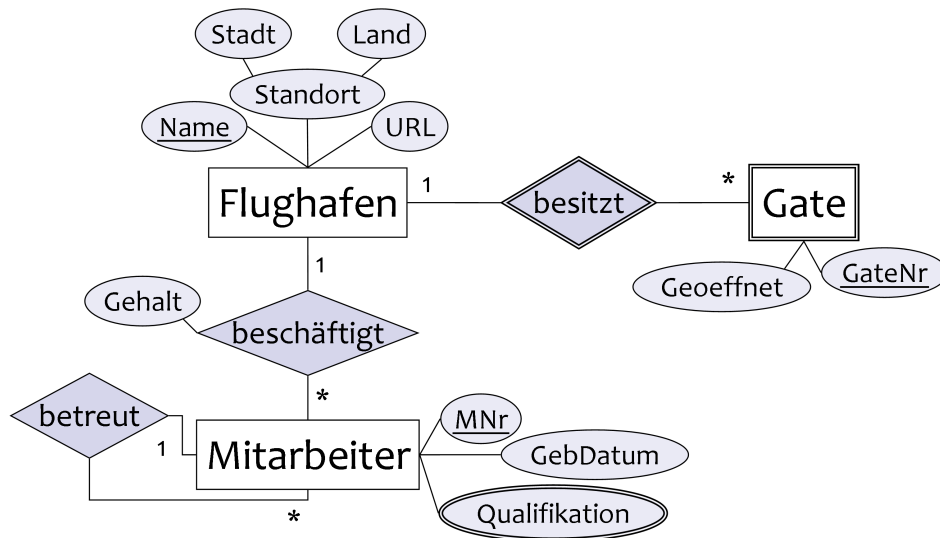 Stadt
Land
Standort
Name
URL
Flughafen
1
besitzt
*
Gate
1
Geoeffnet
GateNr
Gehalt
beschäftigt
*
betreut
MNr
1
Mitarbeiter
GebDatum
*
Qualifikation